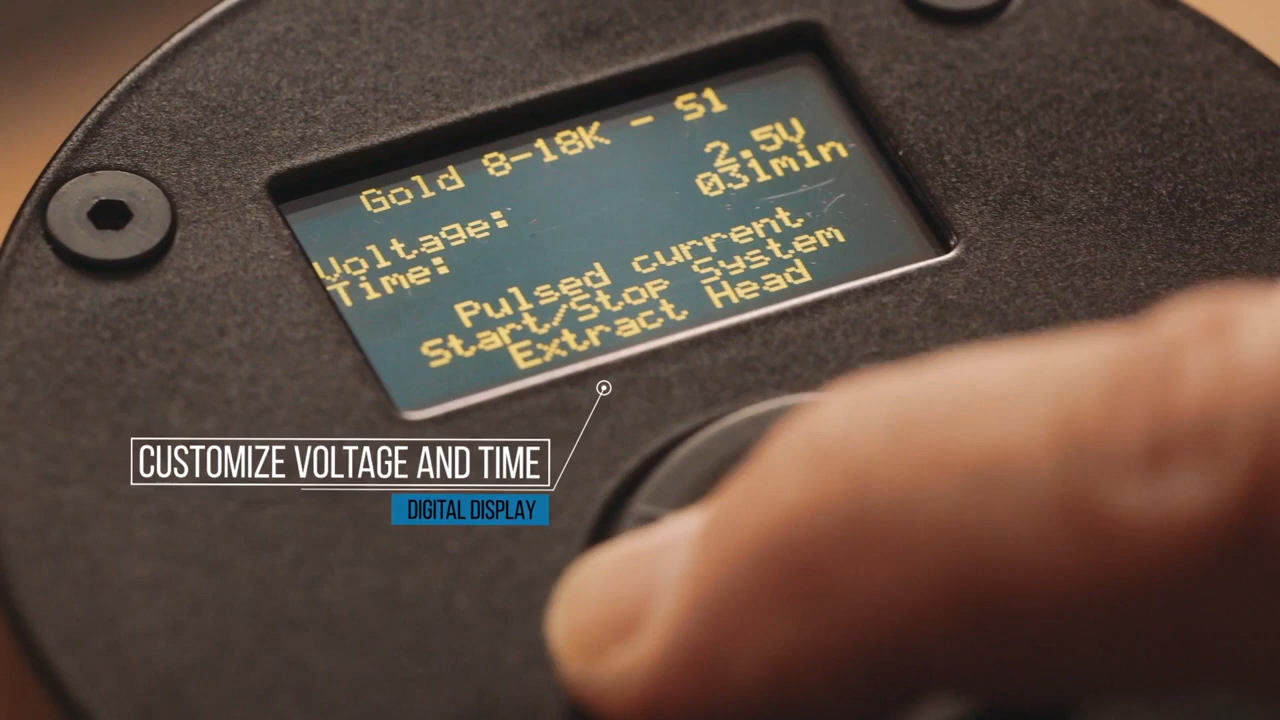 Gold 8-18K - S1
Voltage: 2.5V
Time: 031min
Pulsed current
Start/Stop System
Extract Head
CUSTOMIZE VOLTAGE AND TIME
DIGITAL DISPLAY